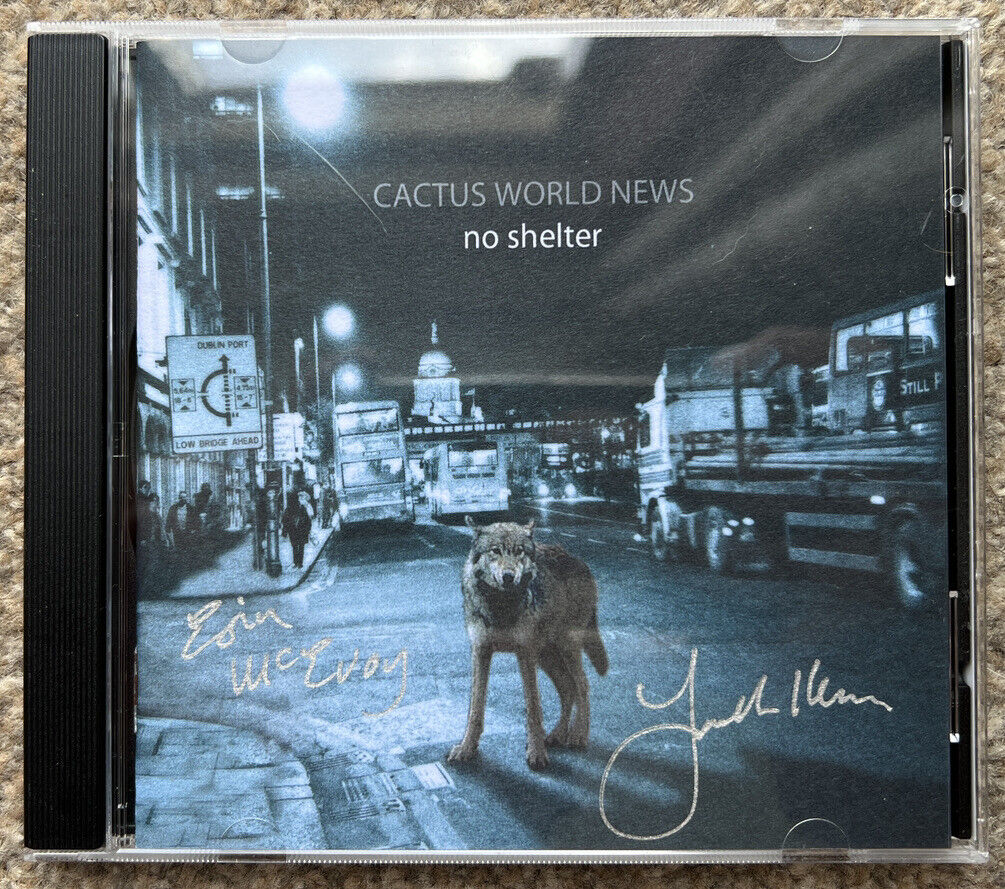 CACTUS WORLD NEWS
no shelter
DUBLIN PORT
LOW BRIDGE AHEAD
STILL
Eoin
McEvoy